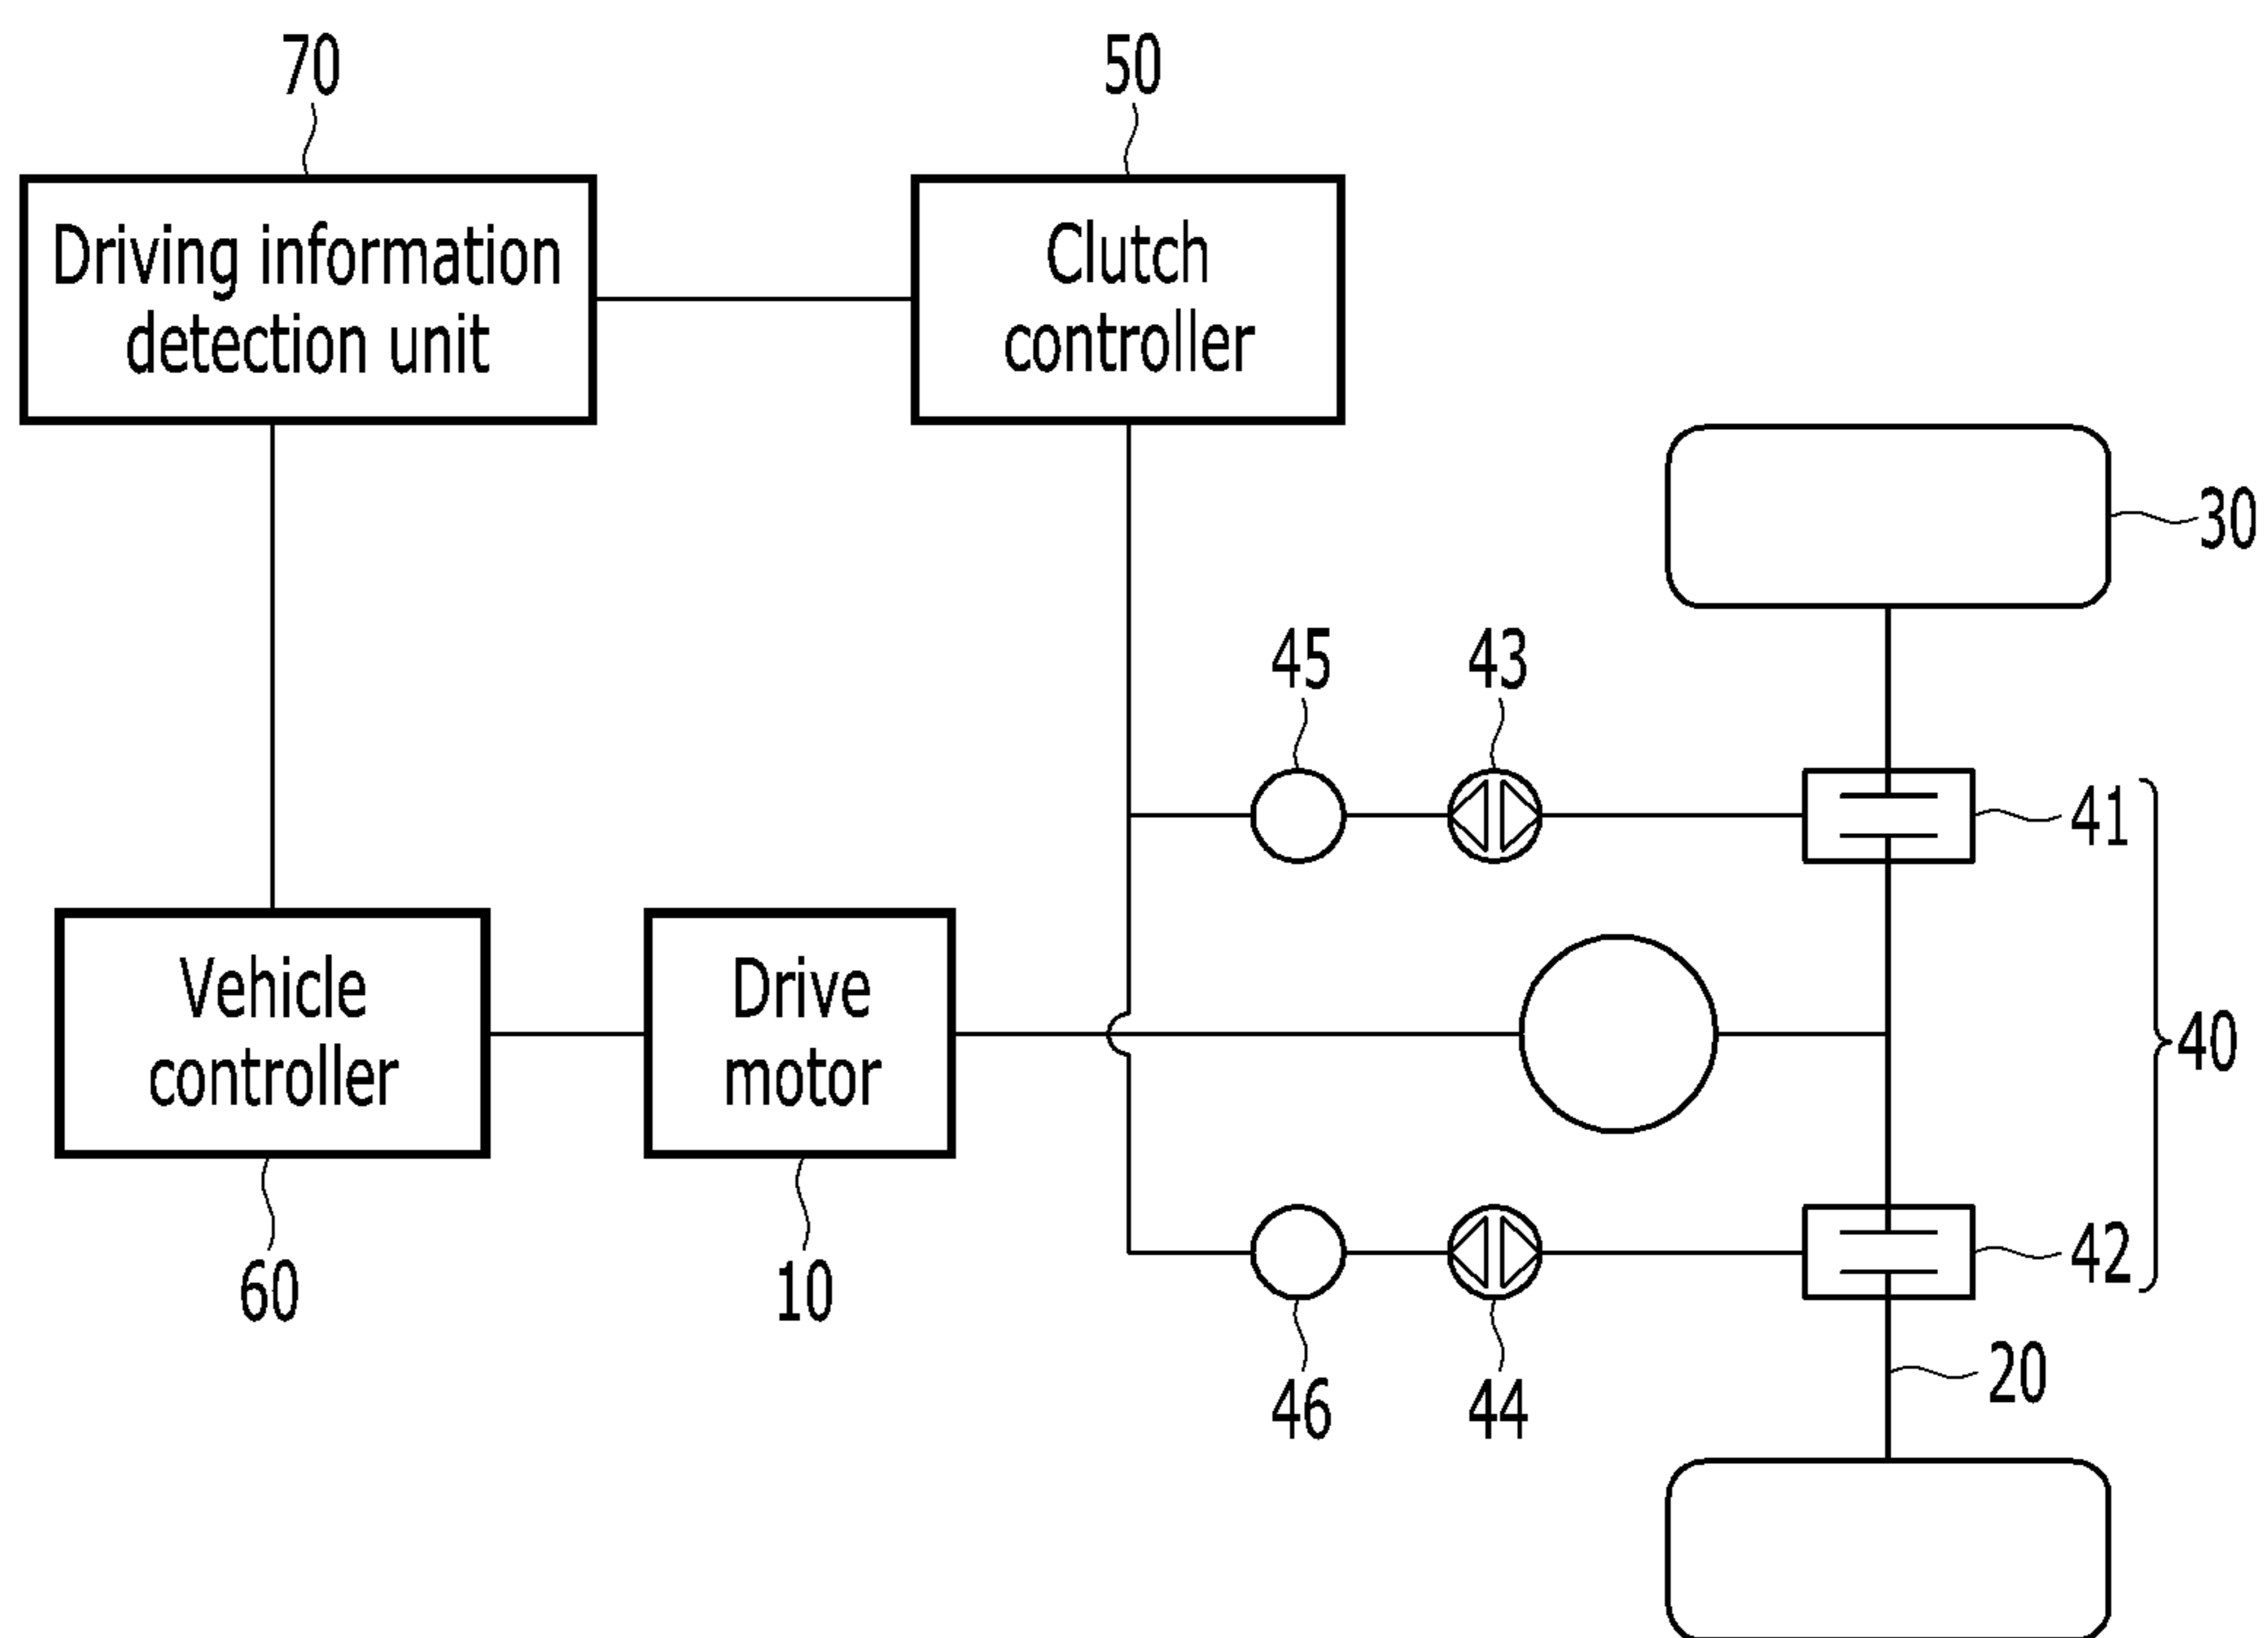 70
50
Driving information
detection unit
Clutch
controller
30
45
43
41
Vehicle
controller
Drive
motor
40
42
60
10
20
46
44